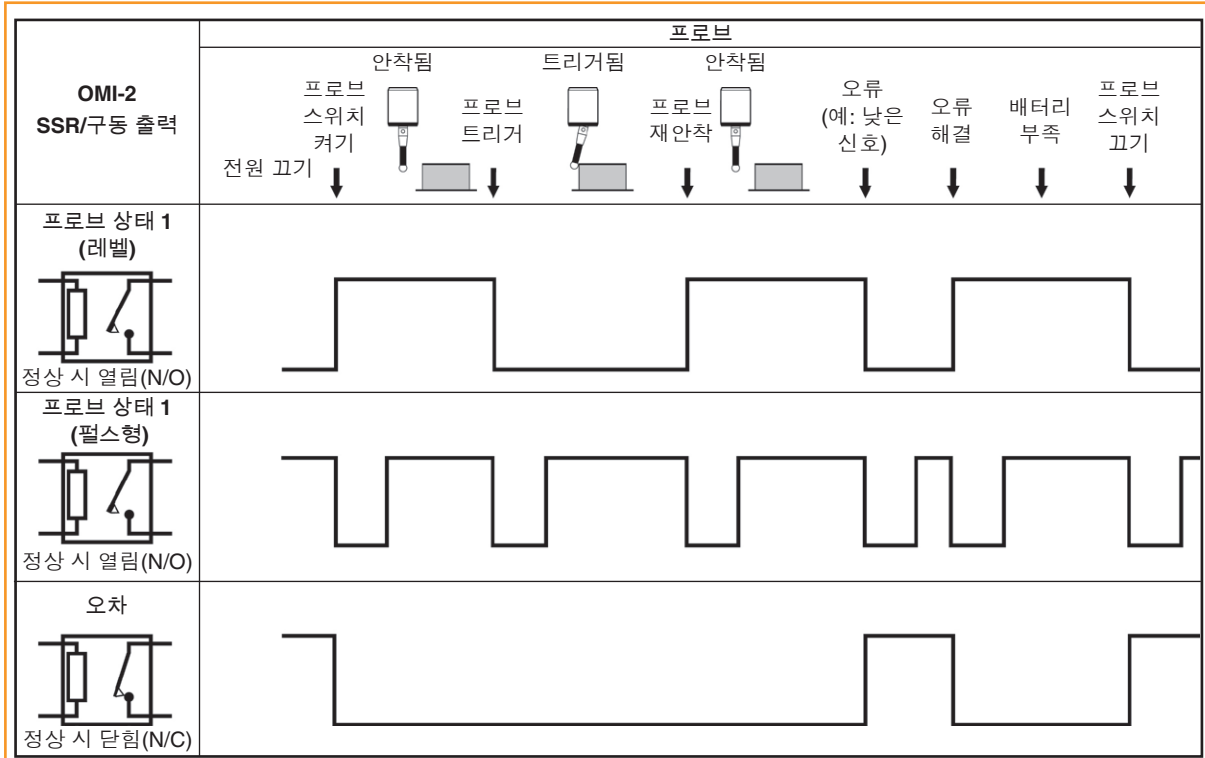 OMI-2
SSR/구동 출력
프로브
안착됨
트리거됨
안착됨
전원 끄기
프로브
스위치
켜기
프로브
트리거
프로브
재안착
오류
(예: 낮은
신호)
오류
해결
배터리
부족
프로브
스위치
끄기
프로브 상태 1
(레벨)
정상 시 열림(N/O)
프로브 상태 1
(펄스형)
정상 시 열림(N/O)
오차
정상 시 닫힘(N/C)